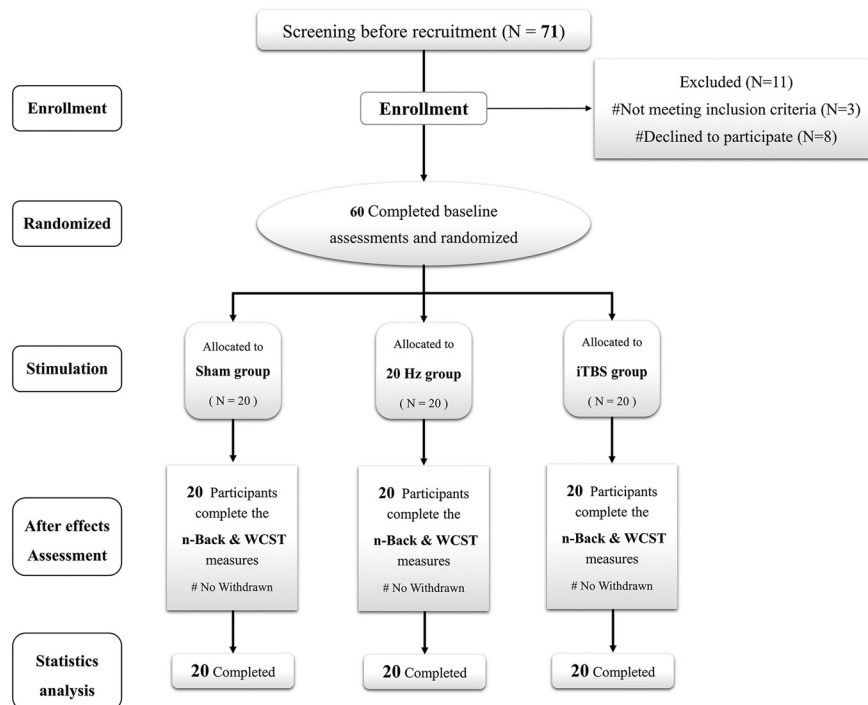 Screening before recruitment (N = 71)
Enrollment
Enrollment
Excluded (N=11)
#Not meeting inclusion criteria (N=3)
#Declined to participate (N=8)
Randomized
60 Completed baseline
assessments and randomized
Stimulation
Allocated to
Sham group
( N = 20 )
Allocated to
20 Hz group
( N = 20 )
Allocated to
iTBS group
( N = 20 )
After effects
Assessment
20 Participants
complete the
n-Back & WCST
measures
# No Withdrawn
20 Participants
complete the
n-Back & WCST
measures
# No Withdrawn
20 Participants
complete the
n-Back & WCST
measures
# No Withdrawn
Statistics
analysis
20 Completed
20 Completed
20 Completed